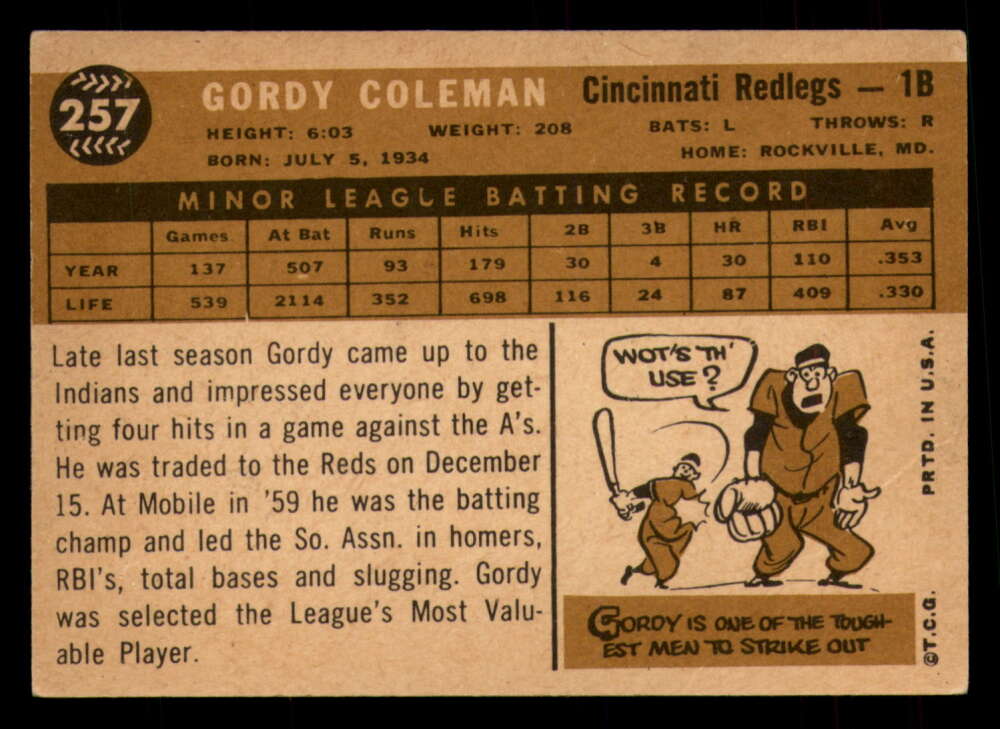 257
GORDY COLEMAN Cincinnati Redlegs — 1B
HEIGHT: 6:03 WEIGHT: 208 BATS: L THROWS: R
BORN: JULY 5, 1934 HOME: ROCKVILLE, MD.
MINOR LEAGUE BATTING RECORD
Games At Bat Runs Hits 2B 3B HR RBI Avg
YEAR 137 507 93 179 30 4 30 110 .353
LIFE 539 2114 352 698 116 24 87 409 .330
Late last season Gordy came up to the
Indians and impressed everyone by get-
ting four hits in a game against the A's.
He was traded to the Reds on December
15. At Mobile in '59 he was the batting
champ and led the So. Assn. in homers,
RBI's, total bases and slugging. Gordy
was selected the League's Most Valu-
able Player.
WOT'S TH'
USE?
GORDY IS ONE OF THE TOUGH-
EST MEN TO STRIKE OUT
©T.C.G. PRTD. IN U.S.A.